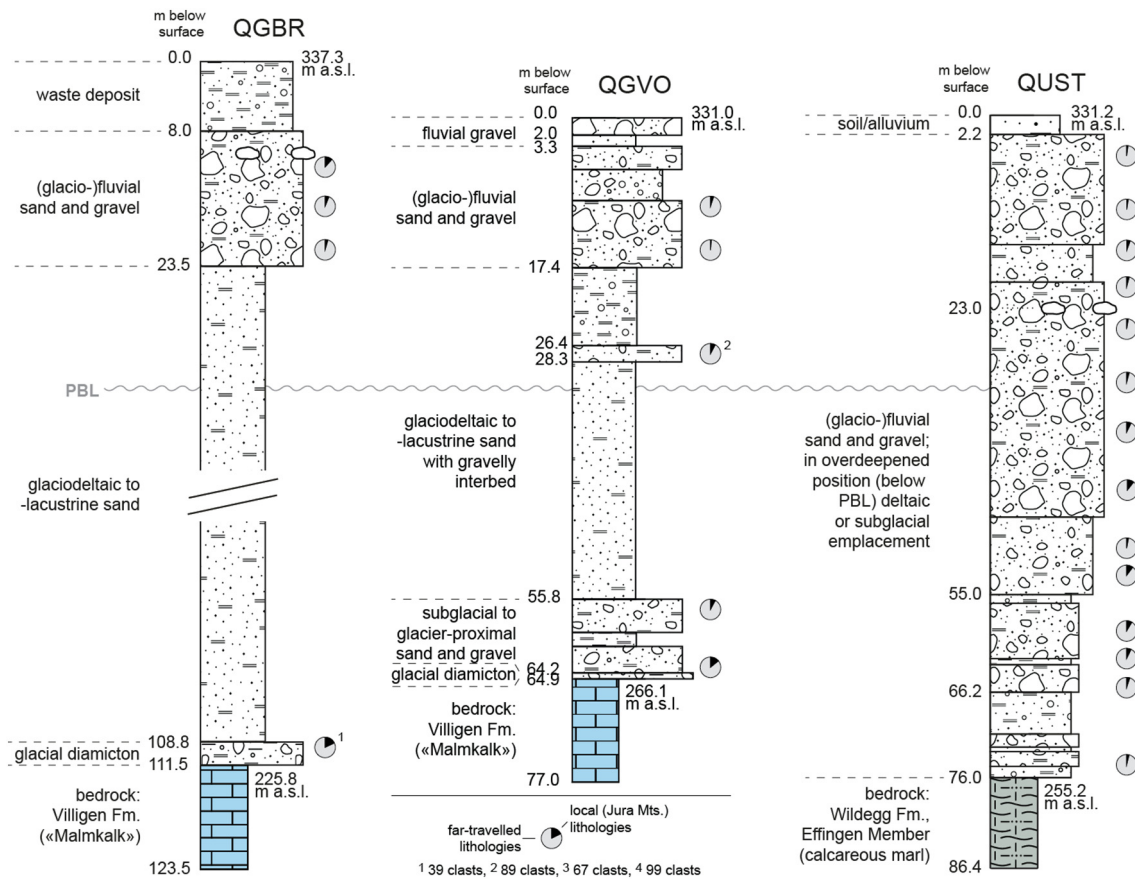 m below
surface
QGBR
0.0
337.3
m a.s.l.
waste deposit
8.0
(glacio-)fluvial
sand and gravel
23.5
PBL
glaciodeltaic to
-lacustrine sand
108.8
glacial diamicton
1
111.5
225.8
m a.s.l.
bedrock:
Villigen Fm.
(«Malmkalk»)
123.5
m below
surface
QGVO
0.0
331.0
m a.s.l.
fluvial gravel
2.0
3.3
(glacio-)fluvial
sand and gravel
17.4
26.4
2
28.3
glaciodeltaic to
-lacustrine sand
with gravelly
interbed
55.8
subglacial to
glacier-proximal
sand and gravel
64.2
glacial diamicton
64.9
266.1
m a.s.l.
bedrock:
Villigen Fm.
(«Malmkalk»)
77.0
local (Jura Mts.)
lithologies
far-travelled
lithologies
1 39 clasts, 2 89 clasts, 3 67 clasts, 4 99 clasts
m below
surface
QUST
0.0
331.2
m a.s.l.
soil/alluvium
2.2
23.0
(glacio-)fluvial
sand and gravel;
in overdeepened
position (below
PBL) deltaic
or subglacial
emplacement
55.0
66.2
76.0
255.2
m a.s.l.
bedrock:
Wildegg Fm.,
Effingen Member
(calcareous marl)
86.4